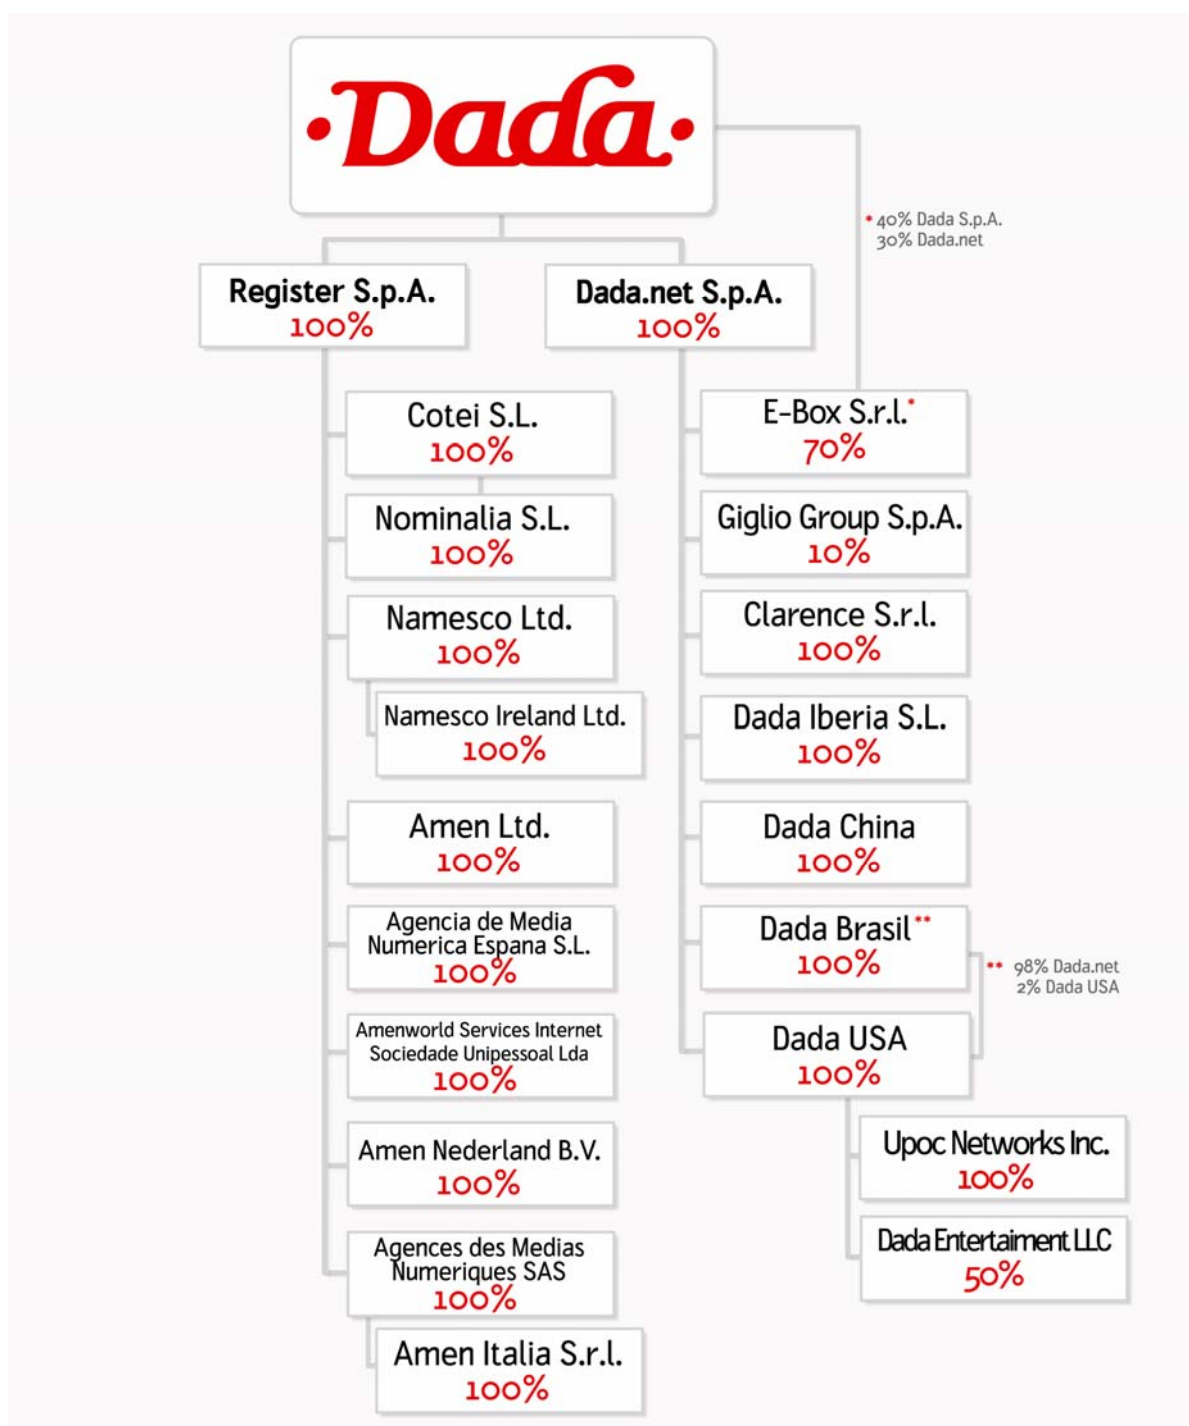 Dada
* 40% Dada S.p.A.
30% Dada.net
Register S.p.A.
100%
Dada.net S.p.A.
100%
Cotei S.L.
100%
Nominalia S.L.
100%
Namesco Ltd.
100%
Namesco Ireland Ltd.
100%
Amen Ltd.
100%
Agencia de Media
Numerica Espana S.L.
100%
Amenworld Services Internet
Sociedade Unipessoal Lda
100%
Amen Nederland B.V.
100%
Agences des Medias
Numeriques SAS
100%
Amen Italia S.r.l.
100%
E-Box S.r.l.*
70%
Giglio Group S.p.A.
10%
Clarence S.r.l.
100%
Dada Iberia S.L.
100%
Dada China
100%
Dada Brasil**
100%
** 98% Dada.net
2% Dada USA
Dada USA
100%
Upoc Networks Inc.
100%
Dada Entertaiment LLC
50%